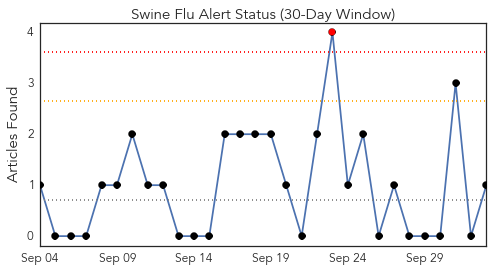 Swine Flu Alert Status (30-Day Window)
Articles Found
4
3
2
1
0
Sep 04 Sep 09 Sep 14 Sep 19 Sep 24 Sep 29